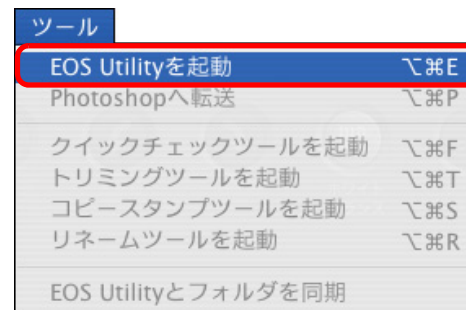 ツール
EOS Utilityを起動 ⌥⌘E
Photoshopへ転送 ⌥⌘P
クイックチェックツールを起動 ⌥⌘F
トリミングツールを起動 ⌥⌘T
コピースタンプツールを起動 ⌥⌘S
リネームツールを起動 ⌥⌘R
EOS Utilityとフォルダを同期